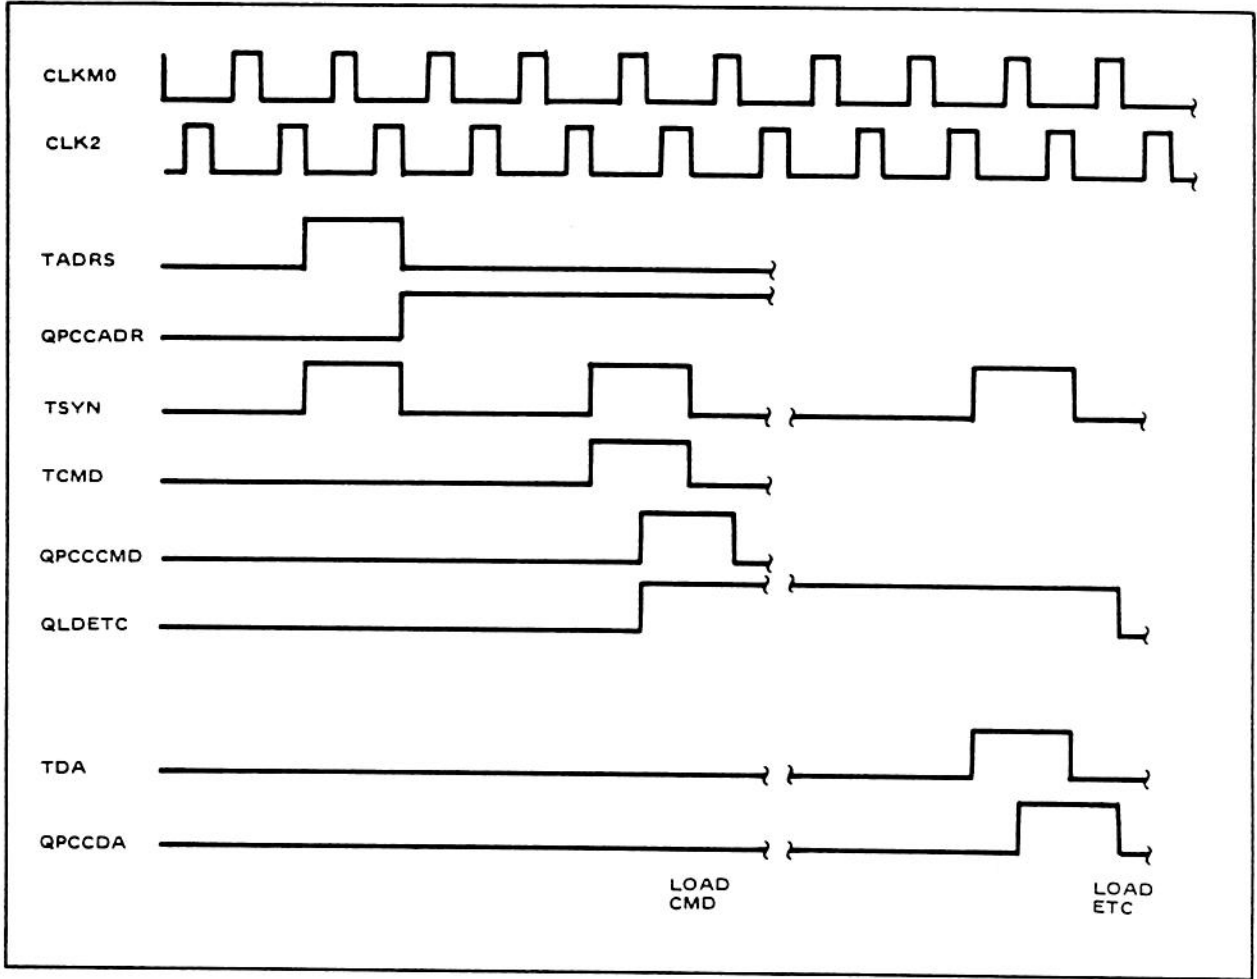 CLKM0
CLK2
TADRS
QPCCADR
TSYN
TCMD
QPCCCMD
QLDETC
TDA
QPCCDA
LOAD
CMD
LOAD
ETC